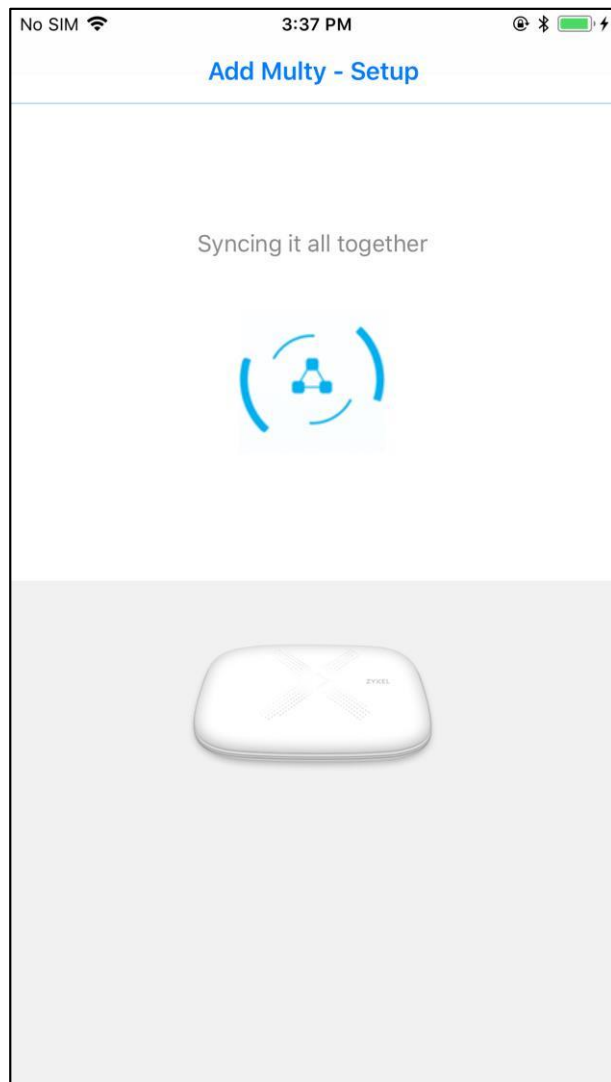 No SIM
3:37 PM
Add Multy - Setup
Syncing it all together
ZYXEL